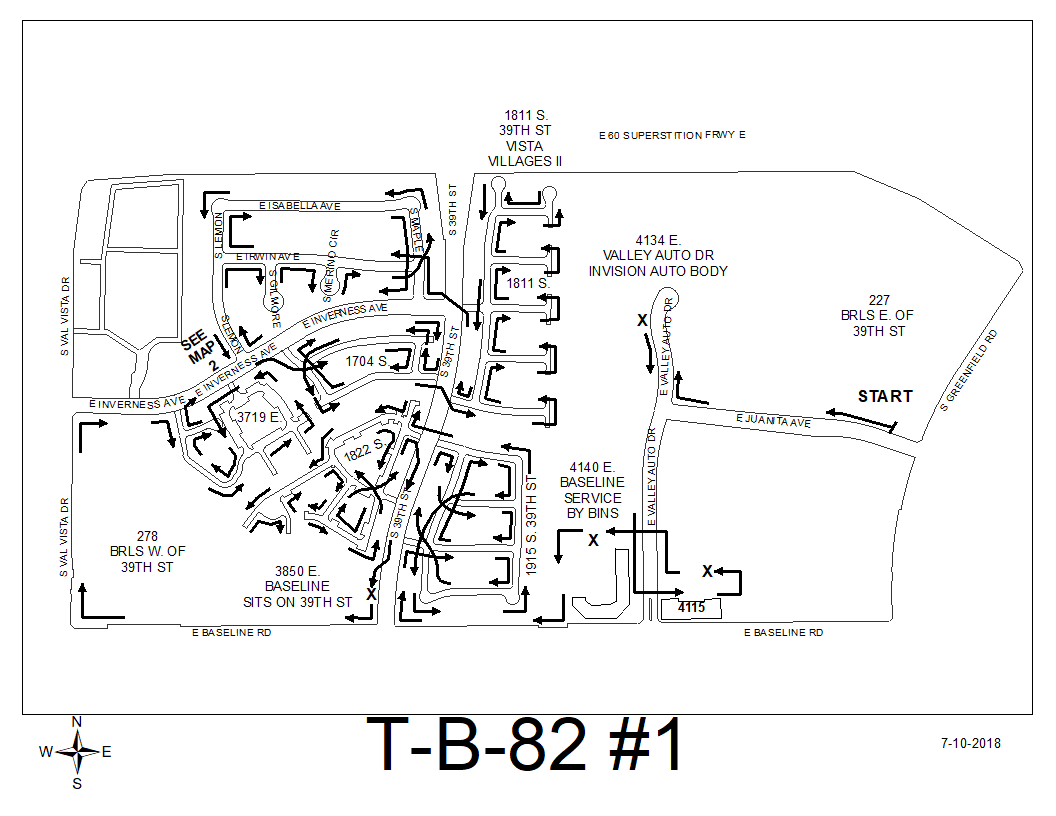 1811 S.
39TH ST
VISTA
VILLAGES II
E 60 SUPERSTITION FRWY E
S 39TH ST
E ISABELLA AVE
S LEMON
S MAPLE
S MERINO CIR
E IRWIN AVE
S GILMORE
4134 E.
VALLEY AUTO DR
INVISION AUTO BODY
1811 S.
227
BRLS E. OF
39TH ST
S VAL VISTA DR
E INVERNESS AVE
S LEMON
X
E VALLEY AUTO DR
S GREENFIELD RD
SEE
MAP
2
E INVERNESS AVE
1704 S.
S 39TH ST
START
E INVERNESS AVE
3719 E.
E JUANITA AVE
1822 S.
E VALLEY AUTO DR
4140 E.
BASELINE
SERVICE
BY BINS
S VAL VISTA DR
S 39TH ST
1915 S. 39TH ST
278
BRLS W. OF
39TH ST
X
3850 E.
BASELINE
SITS ON 39TH ST
X
X
4115
E BASELINE RD
E BASELINE RD
T-B-82 #1
N
W E
S
7-10-2018